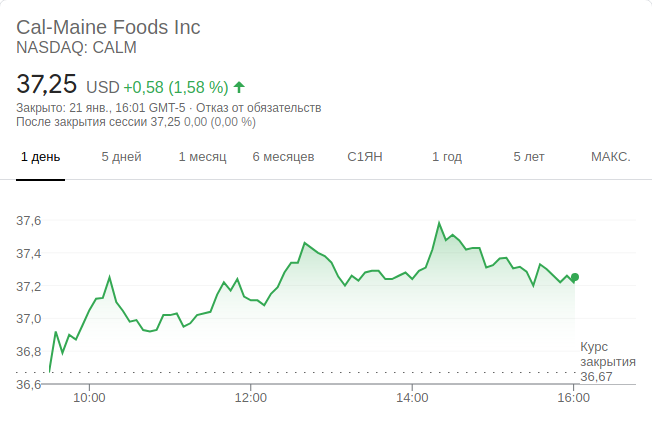 Cal-Maine Foods Inc
NASDAQ: CALM
37,25 USD +0,58 (1,58 %)
Закрыто: 21 янв., 16:01 GMT-5 · Отказ от обязательств
После закрытия сессии 37,25 0,00 (0,00 %)
1 день 5 дней 1 месяц 6 месяцев С1ЯН 1 год 5 лет МАКС.
37,6
37,4
37,2
37,0
36,8
36,6
Курс
закрытия
36,67
10:00 12:00 14:00 16:00